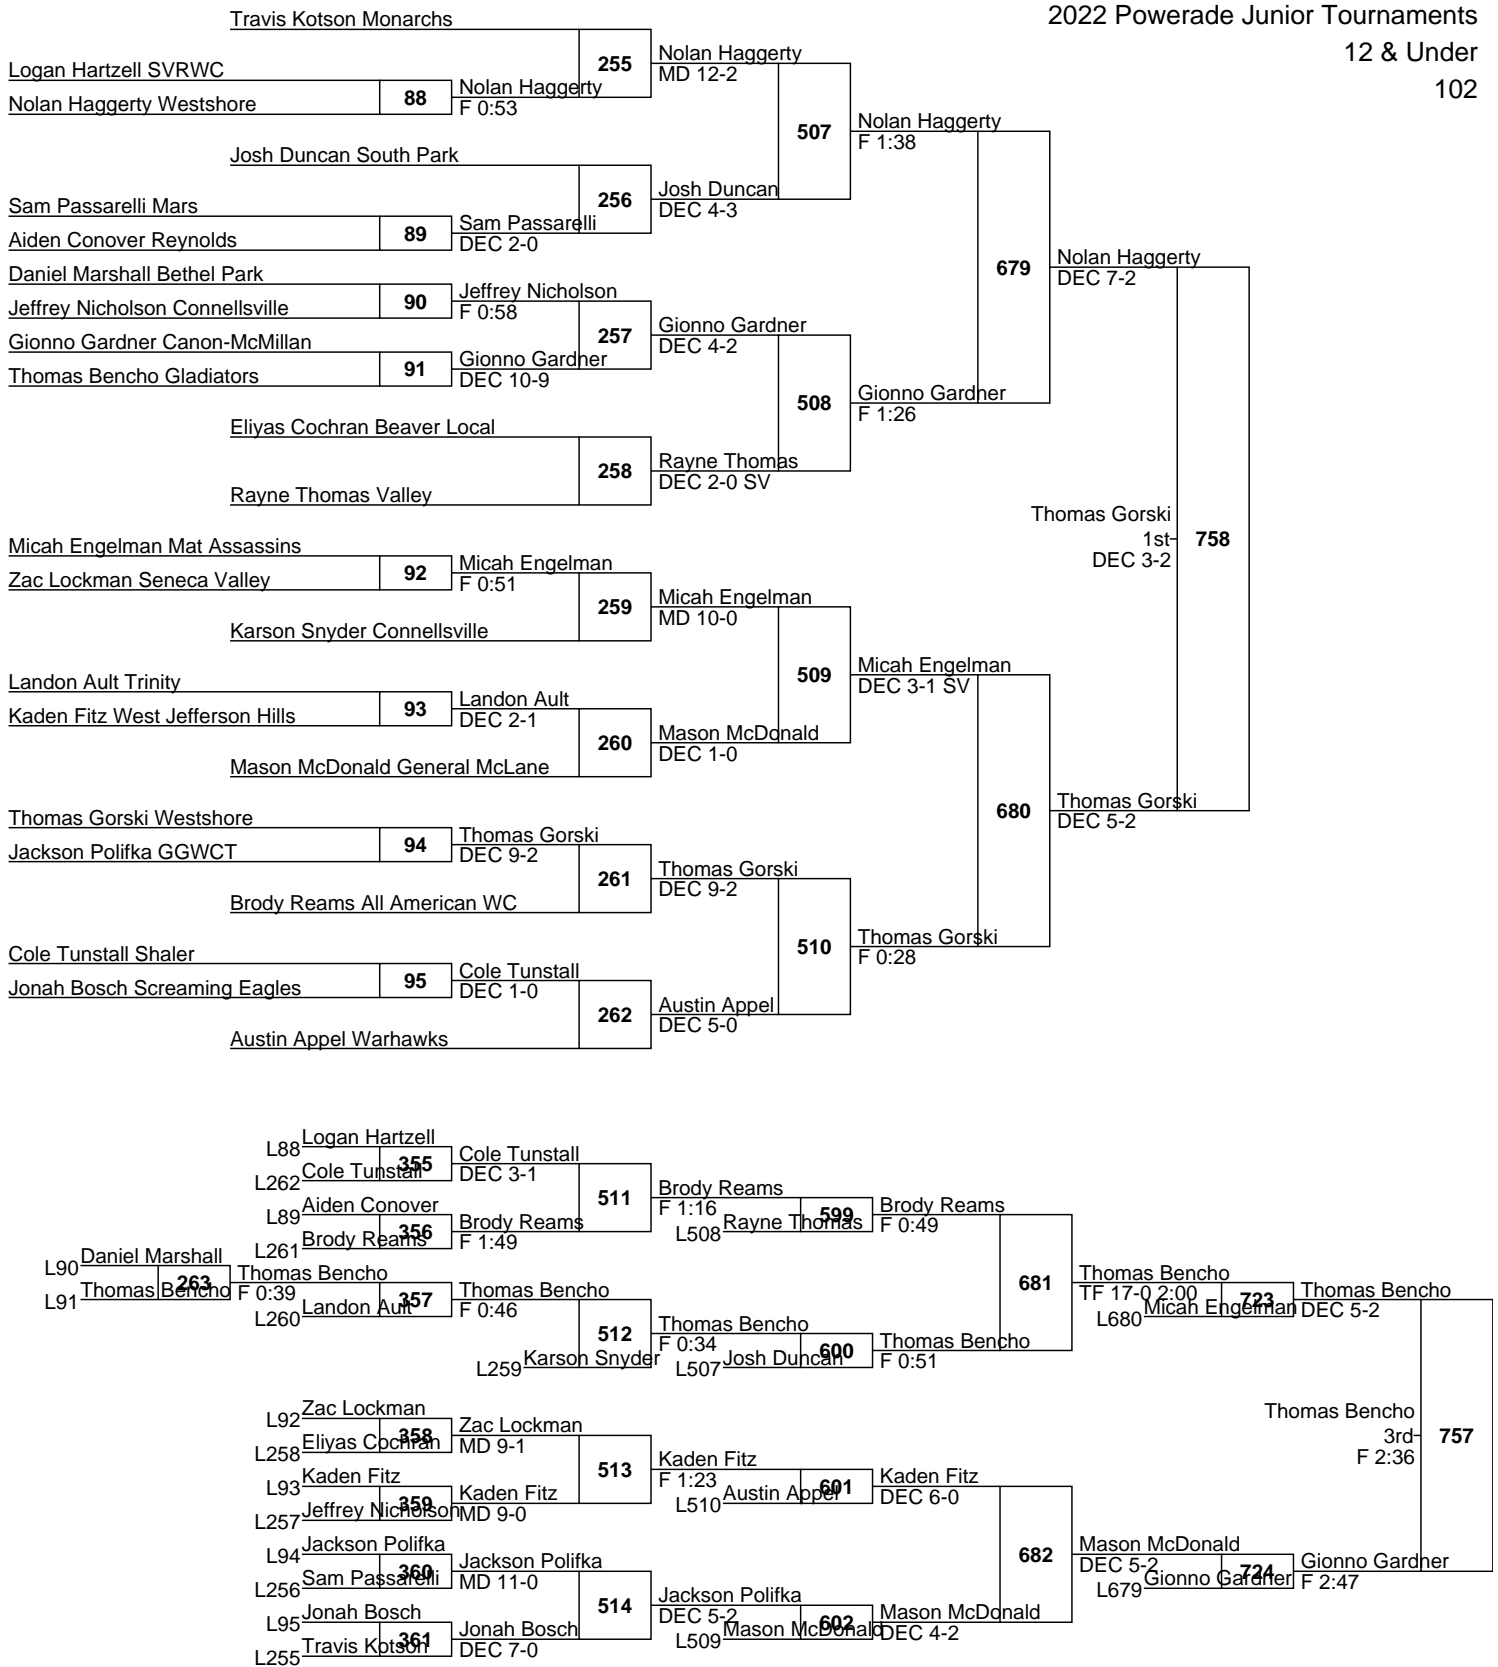 2022 Powerade Junior Tournaments
12 & Under
102
Travis Kotson Monarchs
255
Nolan Haggerty
MD 12-2
Logan Hartzell SVRWC
88
Nolan Haggerty
F 0:53
Nolan Haggerty Westshore
507
Nolan Haggerty
F 1:38
Josh Duncan South Park
256
Josh Duncan
DEC 4-3
Sam Passarelli Mars
89
Sam Passarelli
DEC 2-0
Aiden Conover Reynolds
679
Nolan Haggerty
DEC 7-2
Daniel Marshall Bethel Park
90
Jeffrey Nicholson
F 0:58
Jeffrey Nicholson Connellsville
257
Gionno Gardner
DEC 4-2
Gionno Gardner Canon-McMillan
91
Gionno Gardner
DEC 10-9
Thomas Bencho Gladiators
508
Gionno Gardner
F 1:26
Eliyas Cochran Beaver Local
258
Rayne Thomas
DEC 2-0 SV
Rayne Thomas Valley
Thomas Gorski
1st
DEC 3-2
758
Micah Engelman Mat Assassins
92
Micah Engelman
F 0:51
Zac Lockman Seneca Valley
259
Micah Engelman
MD 10-0
Karson Snyder Connellsville
509
Micah Engelman
DEC 3-1 SV
Landon Ault Trinity
93
Landon Ault
DEC 2-1
Kaden Fitz West Jefferson Hills
260
Mason McDonald
DEC 1-0
Mason McDonald General McLane
680
Thomas Gorski
DEC 5-2
Thomas Gorski Westshore
94
Thomas Gorski
DEC 9-2
Jackson Polifka GGWCT
261
Thomas Gorski
DEC 9-2
Brody Reams All American WC
510
Thomas Gorski
F 0:28
Cole Tunstall Shaler
95
Cole Tunstall
DEC 1-0
Jonah Bosch Screaming Eagles
262
Austin Appel
DEC 5-0
Austin Appel Warhawks
L88 Logan Hartzell
355
Cole Tunstall
DEC 3-1
L262 Cole Tunstall
511
Brody Reams
F 1:16
L89 Aiden Conover
356
Brody Reams
F 1:49
L261 Brody Reams
599
Brody Reams
F 0:49
L508 Rayne Thomas
L90 Daniel Marshall
263
Thomas Bencho
F 0:39
L91 Thomas Bencho
357
Thomas Bencho
F 0:46
L260 Landon Ault
681
Thomas Bencho
TF 17-0 2:00
723
Thomas Bencho
DEC 5-2
L680 Micah Engelman
512
Thomas Bencho
F 0:34
L259 Karson Snyder
600
Thomas Bencho
F 0:51
L507 Josh Duncan
L92 Zac Lockman
358
Zac Lockman
MD 9-1
L258 Eliyas Cochran
Thomas Bencho
3rd
F 2:36
757
513
Kaden Fitz
F 1:23
L93 Kaden Fitz
359
Kaden Fitz
MD 9-0
L257 Jeffrey Nicholson
601
Kaden Fitz
DEC 6-0
L510 Austin Appel
L94 Jackson Polifka
360
Jackson Polifka
MD 11-0
L256 Sam Passarelli
682
Mason McDonald
DEC 5-2
724
Gionno Gardner
F 2:47
L679 Gionno Gardner
514
Jackson Polifka
DEC 5-2
L95 Jonah Bosch
361
Jonah Bosch
DEC 7-0
L255 Travis Kotson
602
Mason McDonald
DEC 4-2
L509 Mason McDonald